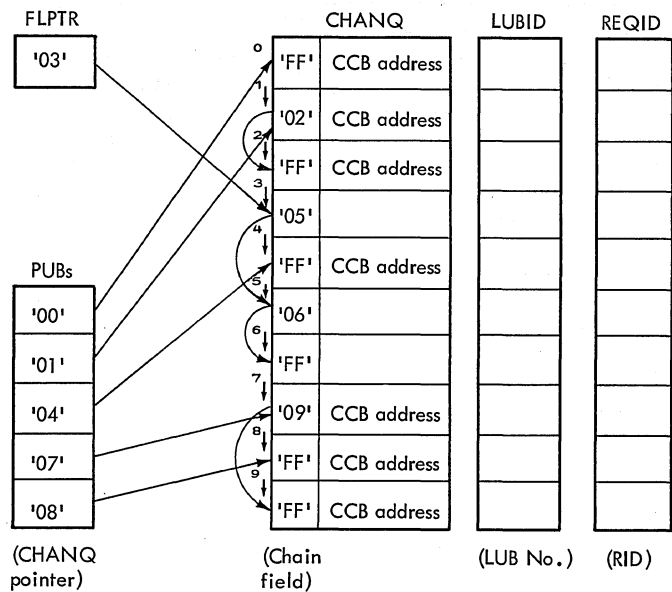 FLPTR
'03'
CHANQ
LUBID
REQID
0
'FF' CCB address
1
'02' CCB address
2
'FF' CCB address
3
'05'
4
'FF' CCB address
5
'06'
6
'FF'
7
'09' CCB address
8
'FF' CCB address
9
'FF' CCB address
PUBs
'00'
'01'
'04'
'07'
'08'
(CHANQ
pointer)
(Chain
field)
(LUB No.)
(RID)